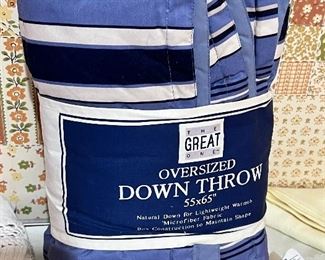 THE
GREAT
ONE
OVERSIZED
DOWN THROW
55x65"
Natural Down for Lightweight Warmth
Microfiber Fabric
Box Construction to Maintain Shape